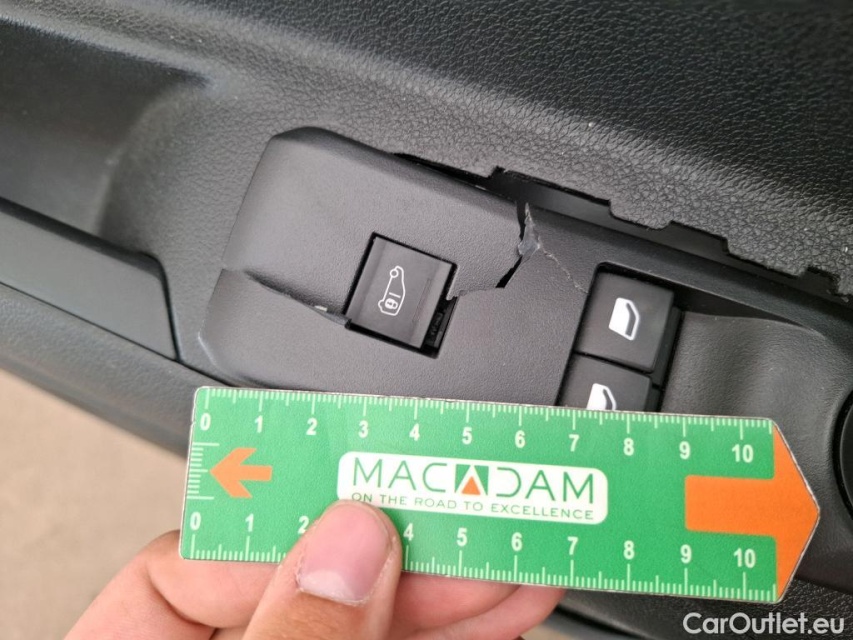 0 1 2 3 4 5 6 7 8 9 10
MACADAM
ON THE ROAD TO EXCELLENCE
0 1 2 4 5 6 7 8 9 10
CarOutlet.eu